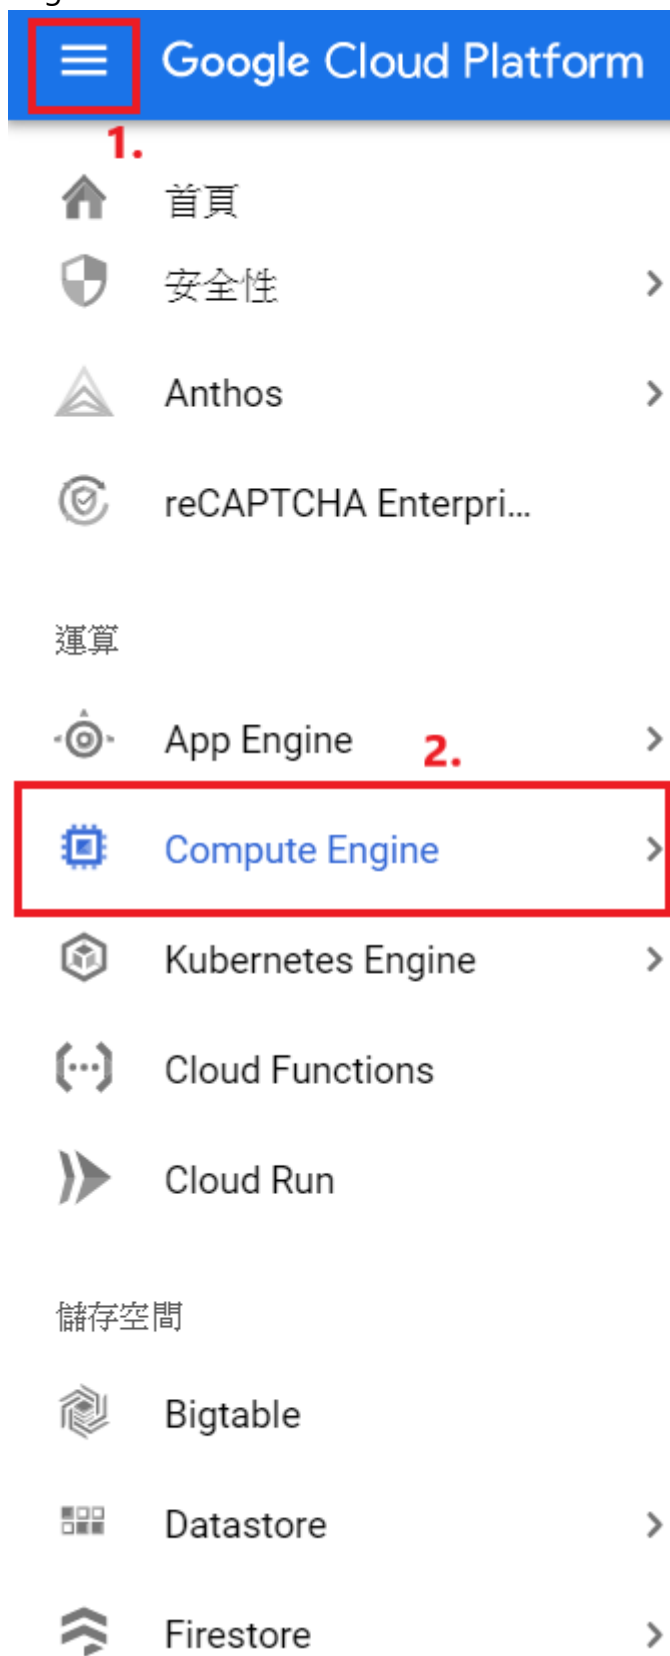 Google Cloud Platform
1.
首頁
安全性
Anthos
reCAPTCHA Enterpri...
運算
App Engine
2.
Compute Engine
Kubernetes Engine
Cloud Functions
Cloud Run
儲存空間
Bigtable
Datastore
Firestore